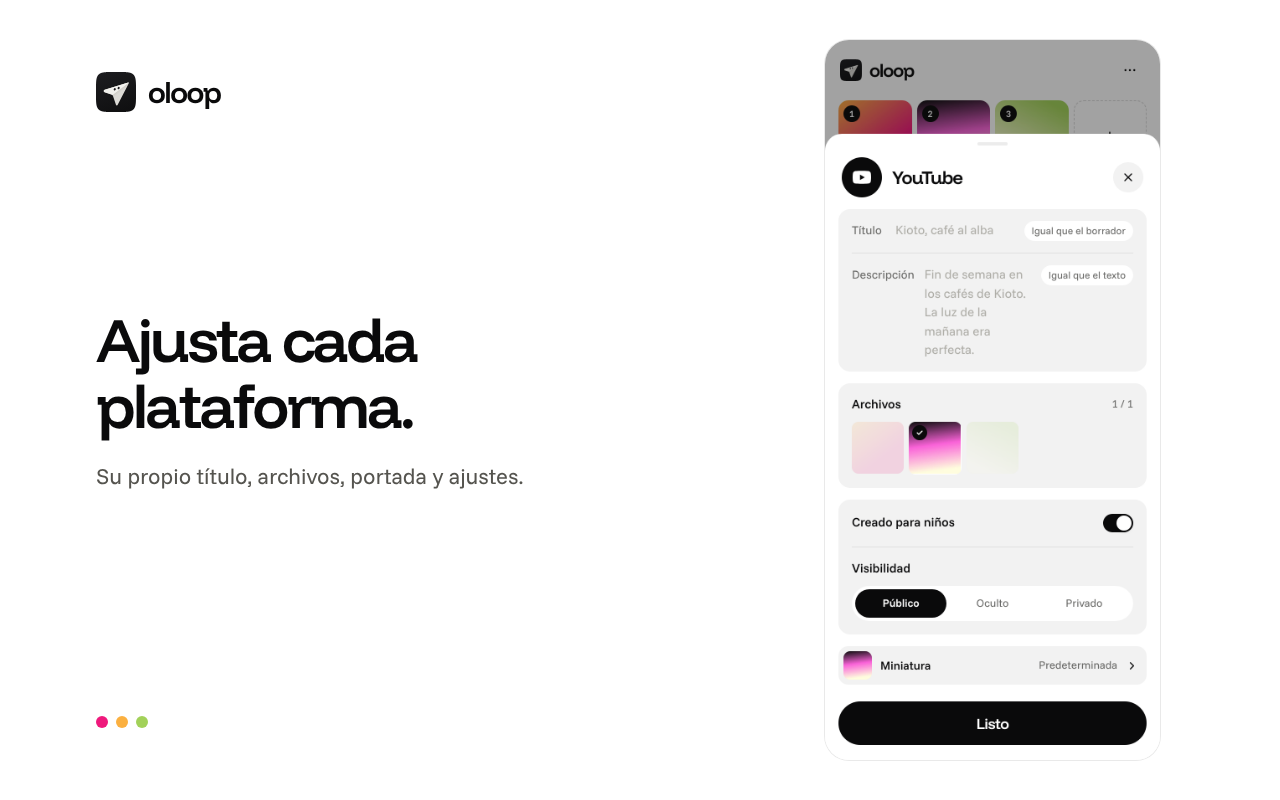 oloop
Ajusta cada
plataforma.
Su propio título, archivos, portada y ajustes.
oloop
1
2
3
YouTube
Título
Kioto, café al alba
Igual que el borrador
Descripción
Fin de semana en
los cafés de Kioto.
La luz de la
mañana era
perfecta.
Igual que el texto
Archivos
1 / 1
Creado para niños
Visibilidad
Público
Oculto
Privado
Miniatura
Predeterminada
Listo